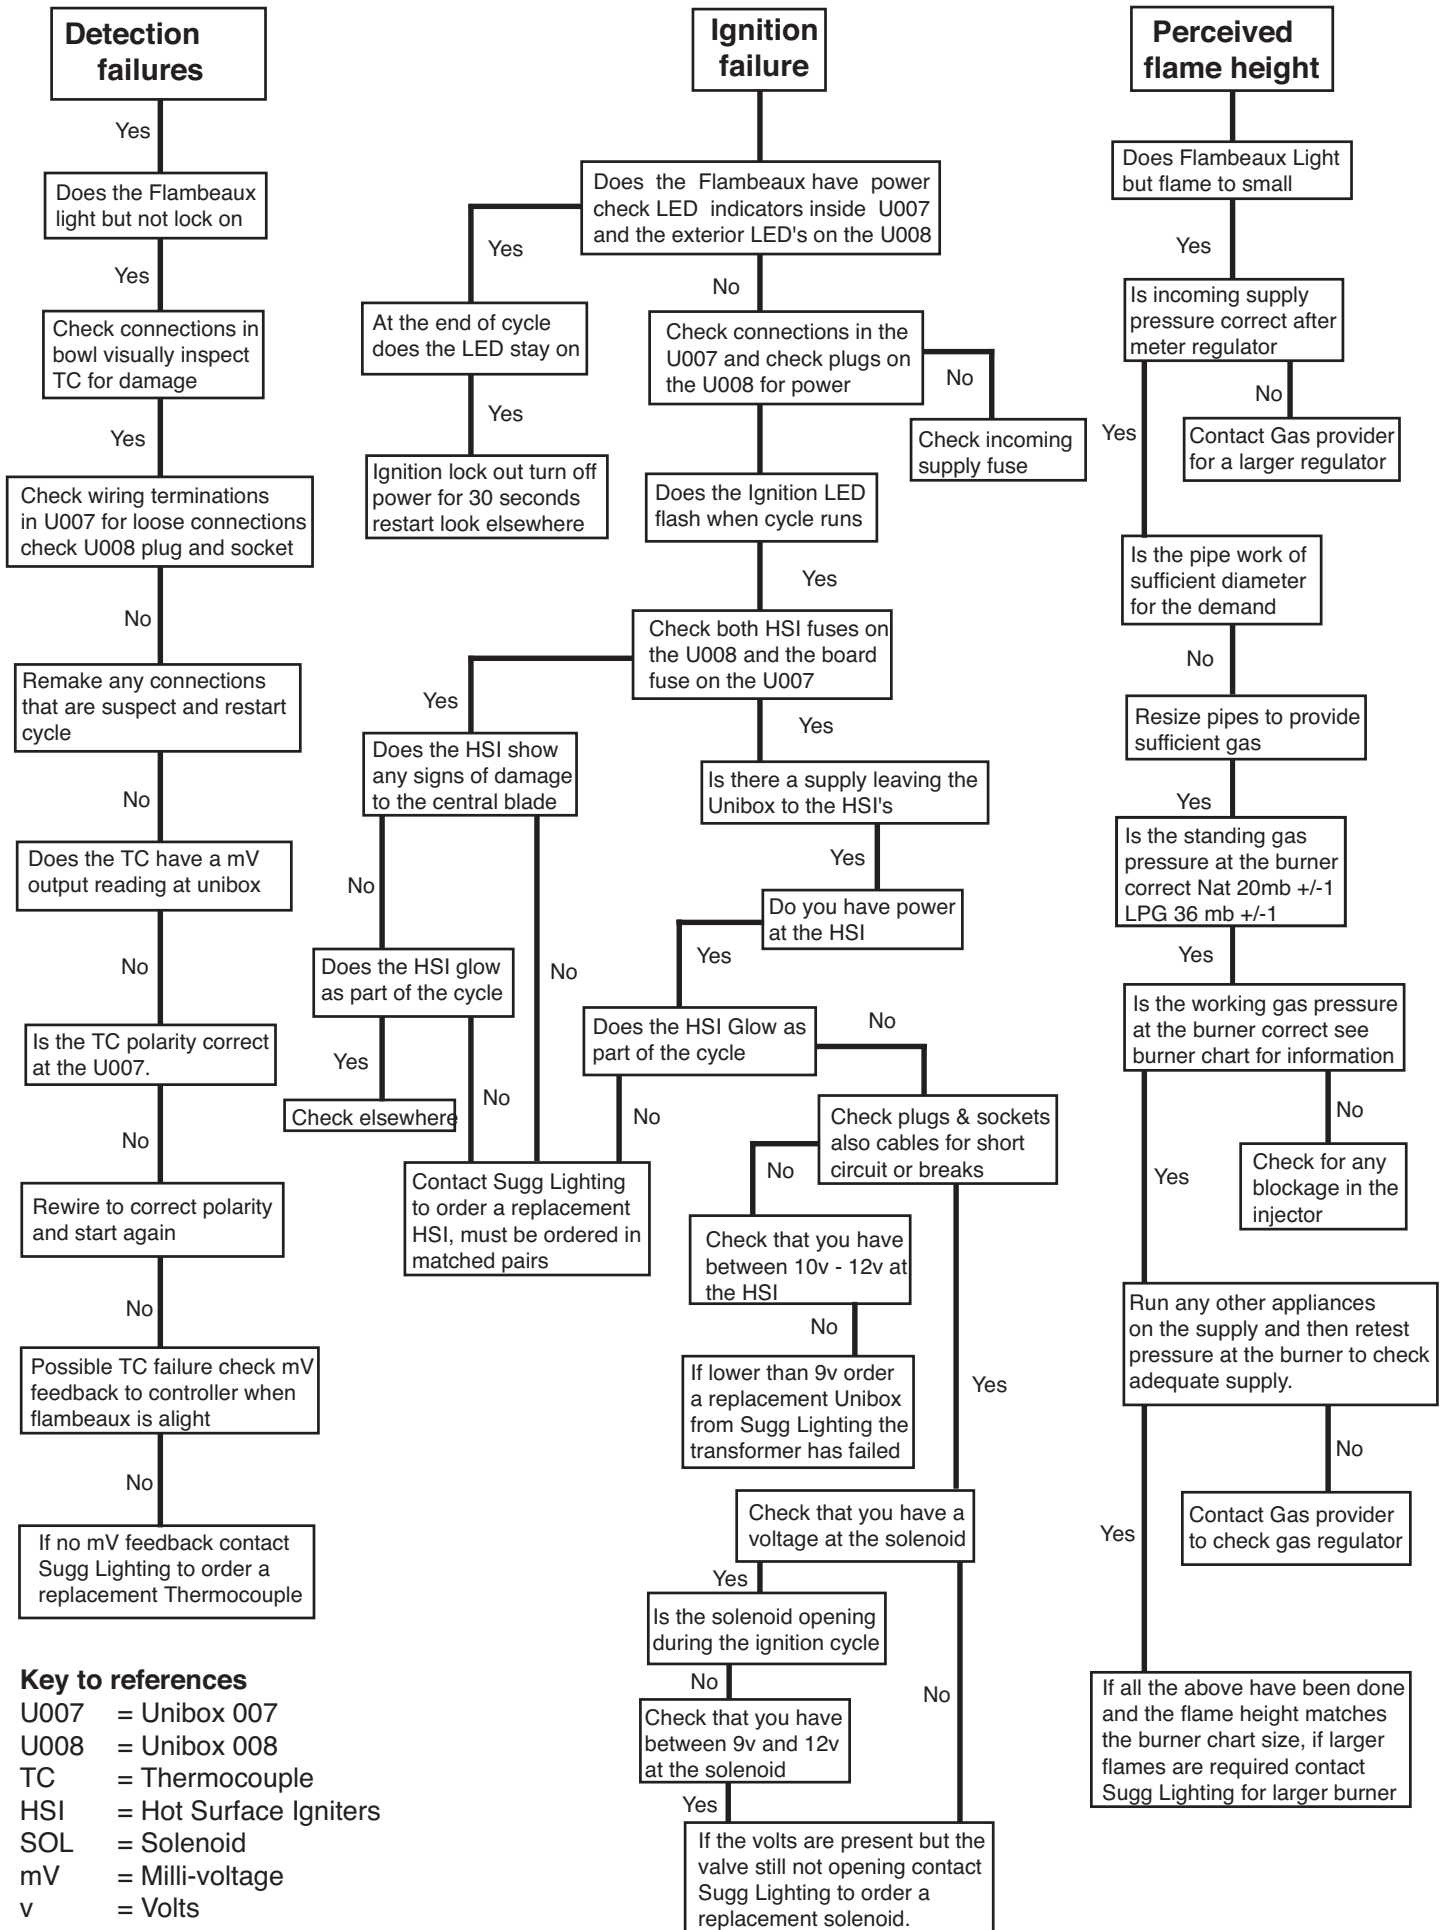 Detection
failures
Yes
Does the Flambeaux
light but not lock on
Yes
Check connections in
bowl visually inspect
TC for damage
Yes
Check wiring terminations
in U007 for loose connections
check U008 plug and socket
No
Remake any connections
that are suspect and restart
cycle
No
Does the TC have a mV
output reading at unibox
No
Is the TC polarity correct
at the U007.
No
Rewire to correct polarity
and start again
No
Possible TC failure check mV
feedback to controller when
flambeaux is alight
No
If no mV feedback contact
Sugg Lighting to order a
replacement Thermocouple
Key to references
U007 = Unibox 007
U008 = Unibox 008
TC = Thermocouple
HSI = Hot Surface Igniters
SOL = Solenoid
mV = Milli-voltage
v = Volts
Ignition
failure
Does the Flambeaux have power
check LED indicators inside U007
and the exterior LED's on the U008
Yes
At the end of cycle
does the LED stay on
Yes
Ignition lock out turn off
power for 30 seconds
restart look elsewhere
No
Check connections in the
U007 and check plugs on
the U008 for power
No
Check incoming
supply fuse
Does the Ignition LED
flash when cycle runs
Yes
Check both HSI fuses on
the U008 and the board
fuse on the U007
Yes
Does the HSI show
any signs of damage
to the central blade
No
Does the HSI glow
as part of the cycle
No
Yes
Check elsewhere
No
Contact Sugg Lighting
to order a replacement
HSI, must be ordered in
matched pairs
Yes
Is there a supply leaving the
Unibox to the HSI's
Yes
Do you have power
at the HSI
Yes
Does the HSI Glow as
part of the cycle
No
No
Check plugs & sockets
also cables for short
circuit or breaks
No
Check that you have
between 10v - 12v at
the HSI
No
If lower than 9v order
a replacement Unibox
from Sugg Lighting the
transformer has failed
Yes
Check that you have a
voltage at the solenoid
Yes
Is the solenoid opening
during the ignition cycle
No
Check that you have
between 9v and 12v
at the solenoid
No
Yes
If the volts are present but the
valve still not opening contact
Sugg Lighting to order a
replacement solenoid.
Perceived
flame height
Does Flambeaux Light
but flame to small
Yes
Is incoming supply
pressure correct after
meter regulator
No
Contact Gas provider
for a larger regulator
Yes
Is the pipe work of
sufficient diameter
for the demand
No
Resize pipes to provide
sufficient gas
Yes
Is the standing gas
pressure at the burner
correct Nat 20mb +/-1
LPG 36 mb +/-1
Yes
Is the working gas pressure
at the burner correct see
burner chart for information
No
Check for any
blockage in the
injector
Yes
Run any other appliances
on the supply and then retest
pressure at the burner to check
adequate supply.
No
Contact Gas provider
to check gas regulator
Yes
If all the above have been done
and the flame height matches
the burner chart size, if larger
flames are required contact
Sugg Lighting for larger burner